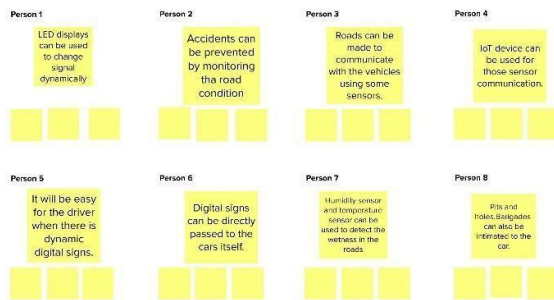 Person 1
LED displays
can be used
to change
signal
dynamically
Person 2
Accidents can
be prevented
by monitoring
tha road
condition
Person 3
Roads can be
made to
communicate
with the vehicles
using some
sensors.
Person 4
IoT device can
be used for
those sensor
communication.
Person 5
It will be easy
for the driver
when there is
dynamic
digital signs.
Person 6
Digital signs
can be directly
passed to the
cars itself.
Person 7
Humidity sensor
and temperature
sensor can be
used to detect the
wetness in the
roads
Person 8
Pits and
holes.Barigades
can also be
intimated to the
car.